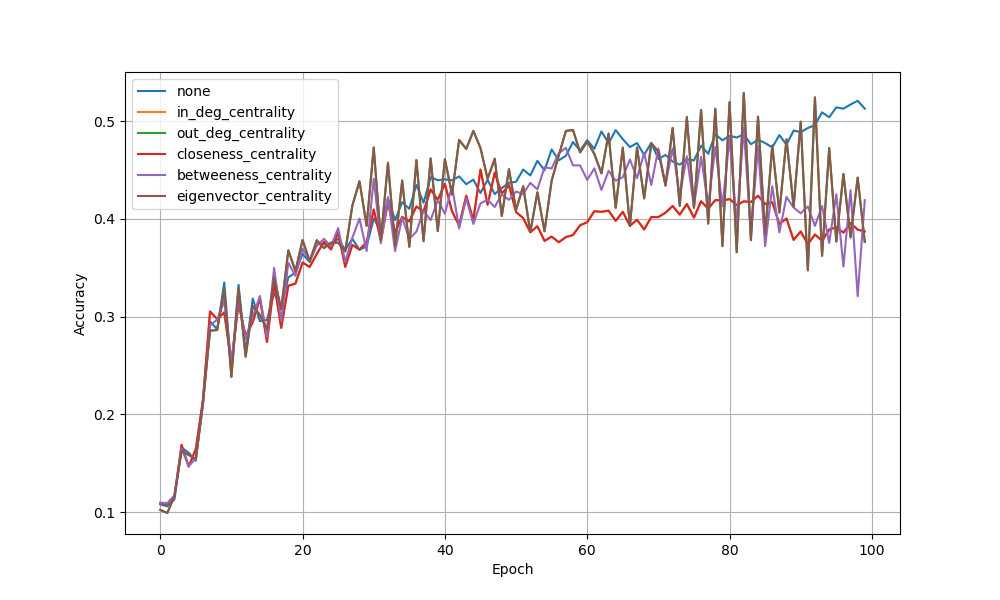 none
in_deg_centrality
out_deg_centrality
closeness_centrality
betweeness_centrality
eigenvector_centrality
0.5
0.4
0.3
0.2
0.1
Accuracy
0 20 40 60 80 100
Epoch